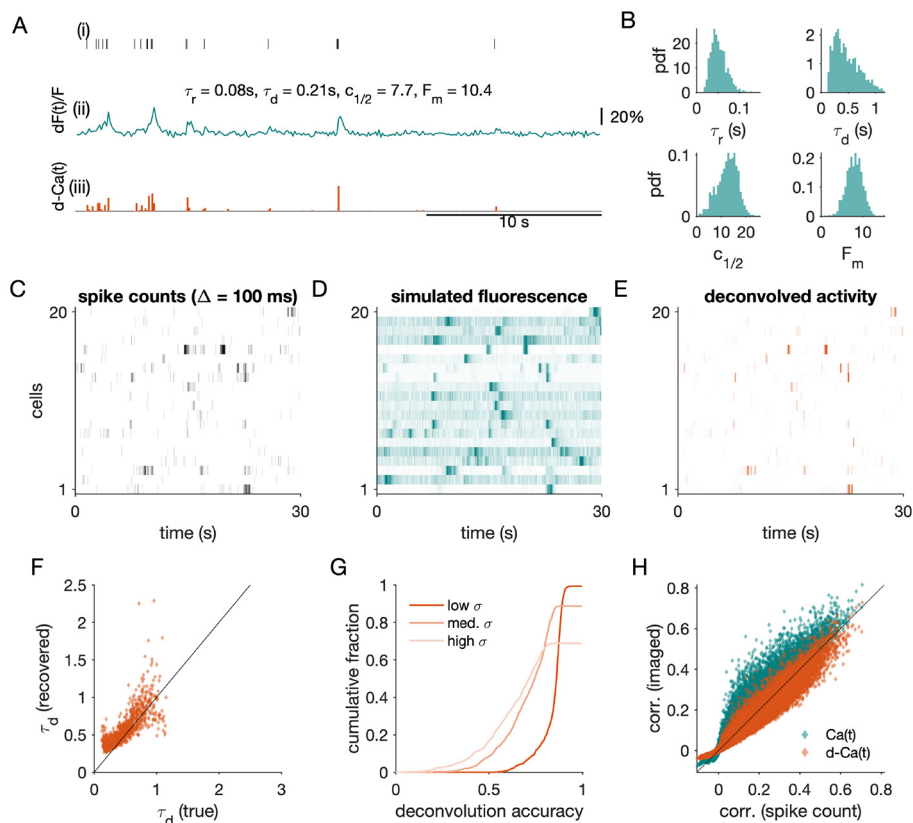 A
(i)
τr = 0.08s, τd = 0.21s, c1/2 = 7.7, Fm = 10.4
dF(t)/F
(ii)
20%
d-Ca(t)
(iii)
10 s
B
pdf
20
10
0
0 0.1
τr (s)
2
1
0
0 0.5 1
τd (s)
pdf
0.1
0
0 10 20
c1/2
0.2
0.1
0
0 10 20
Fm
C
spike counts (Δ = 100 ms)
20
cells
1
0 30
time (s)
D
simulated fluorescence
20
1
0 30
time (s)
E
deconvolved activity
20
1
0 30
time (s)
F
τd (recovered)
2.5
2
1.5
1
0.5
0
0 1 2 3
τd (true)
G
cumulative fraction
1
0.8
0.6
0.4
0.2
0
low σ
med. σ
high σ
0 0.5 1
deconvolution accuracy
H
corr. (imaged)
0.8
0.6
0.4
0.2
0
Ca(t)
d-Ca(t)
0 0.2 0.4 0.6 0.8
corr. (spike count)